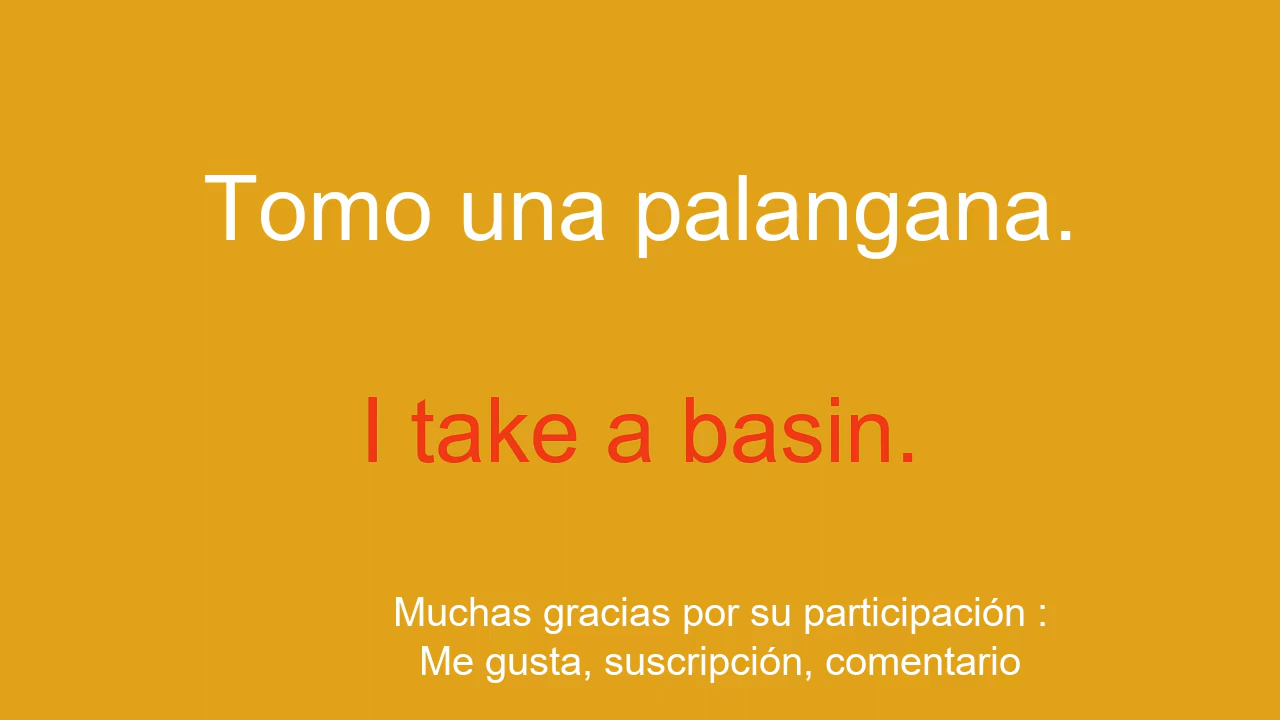 Tomo una palangana.
I take a basin.
Muchas gracias por su participación :
Me gusta, suscripción, comentario